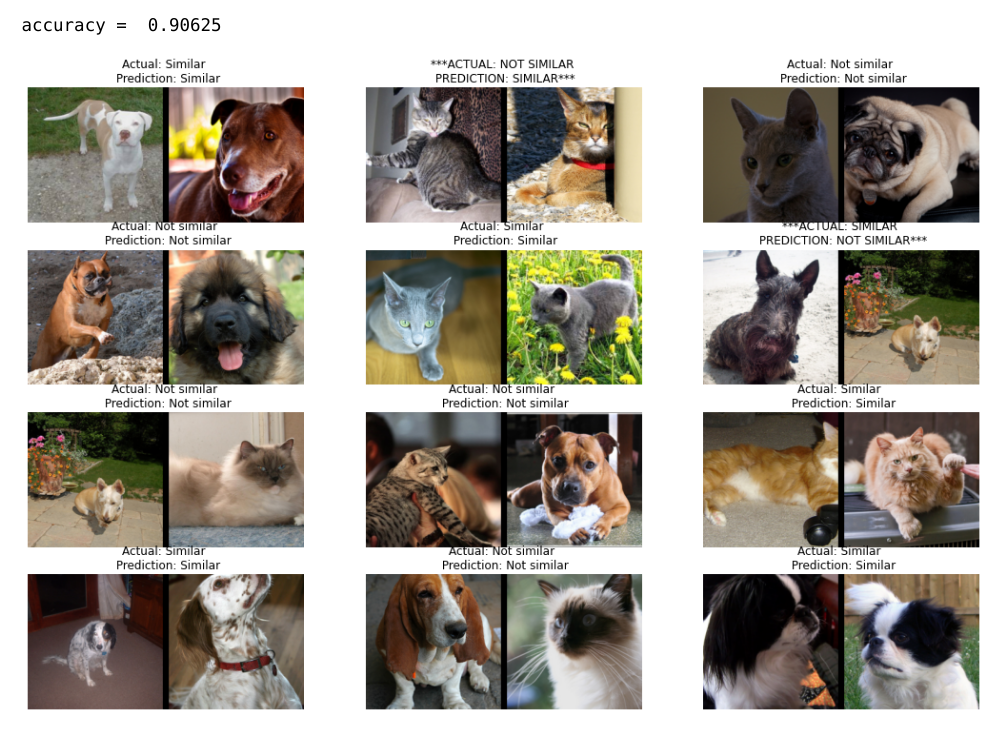 accuracy =  0.90625
Actual: Similar
Prediction: Similar
***ACTUAL: NOT SIMILAR
PREDICTION: SIMILAR***
Actual: Not similar
Prediction: Not similar
Actual: Not similar
Prediction: Not similar
Actual: Similar
Prediction: Similar
***ACTUAL: SIMILAR
PREDICTION: NOT SIMILAR***
Actual: Not similar
Prediction: Not similar
Actual: Not similar
Prediction: Not similar
Actual: Similar
Prediction: Similar
Actual: Similar
Prediction: Similar
Actual: Not similar
Prediction: Not similar
Actual: Similar
Prediction: Similar